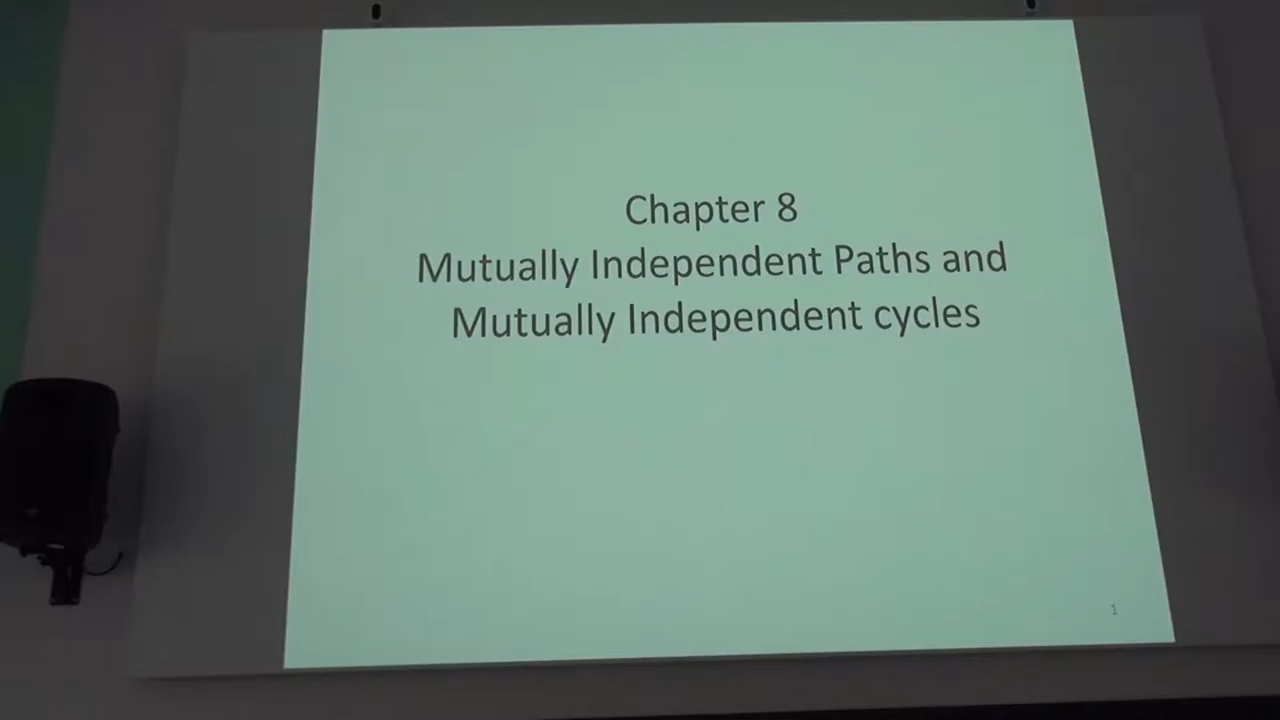 Chapter 8
Mutually Independent Paths and
Mutually Independent cycles
1